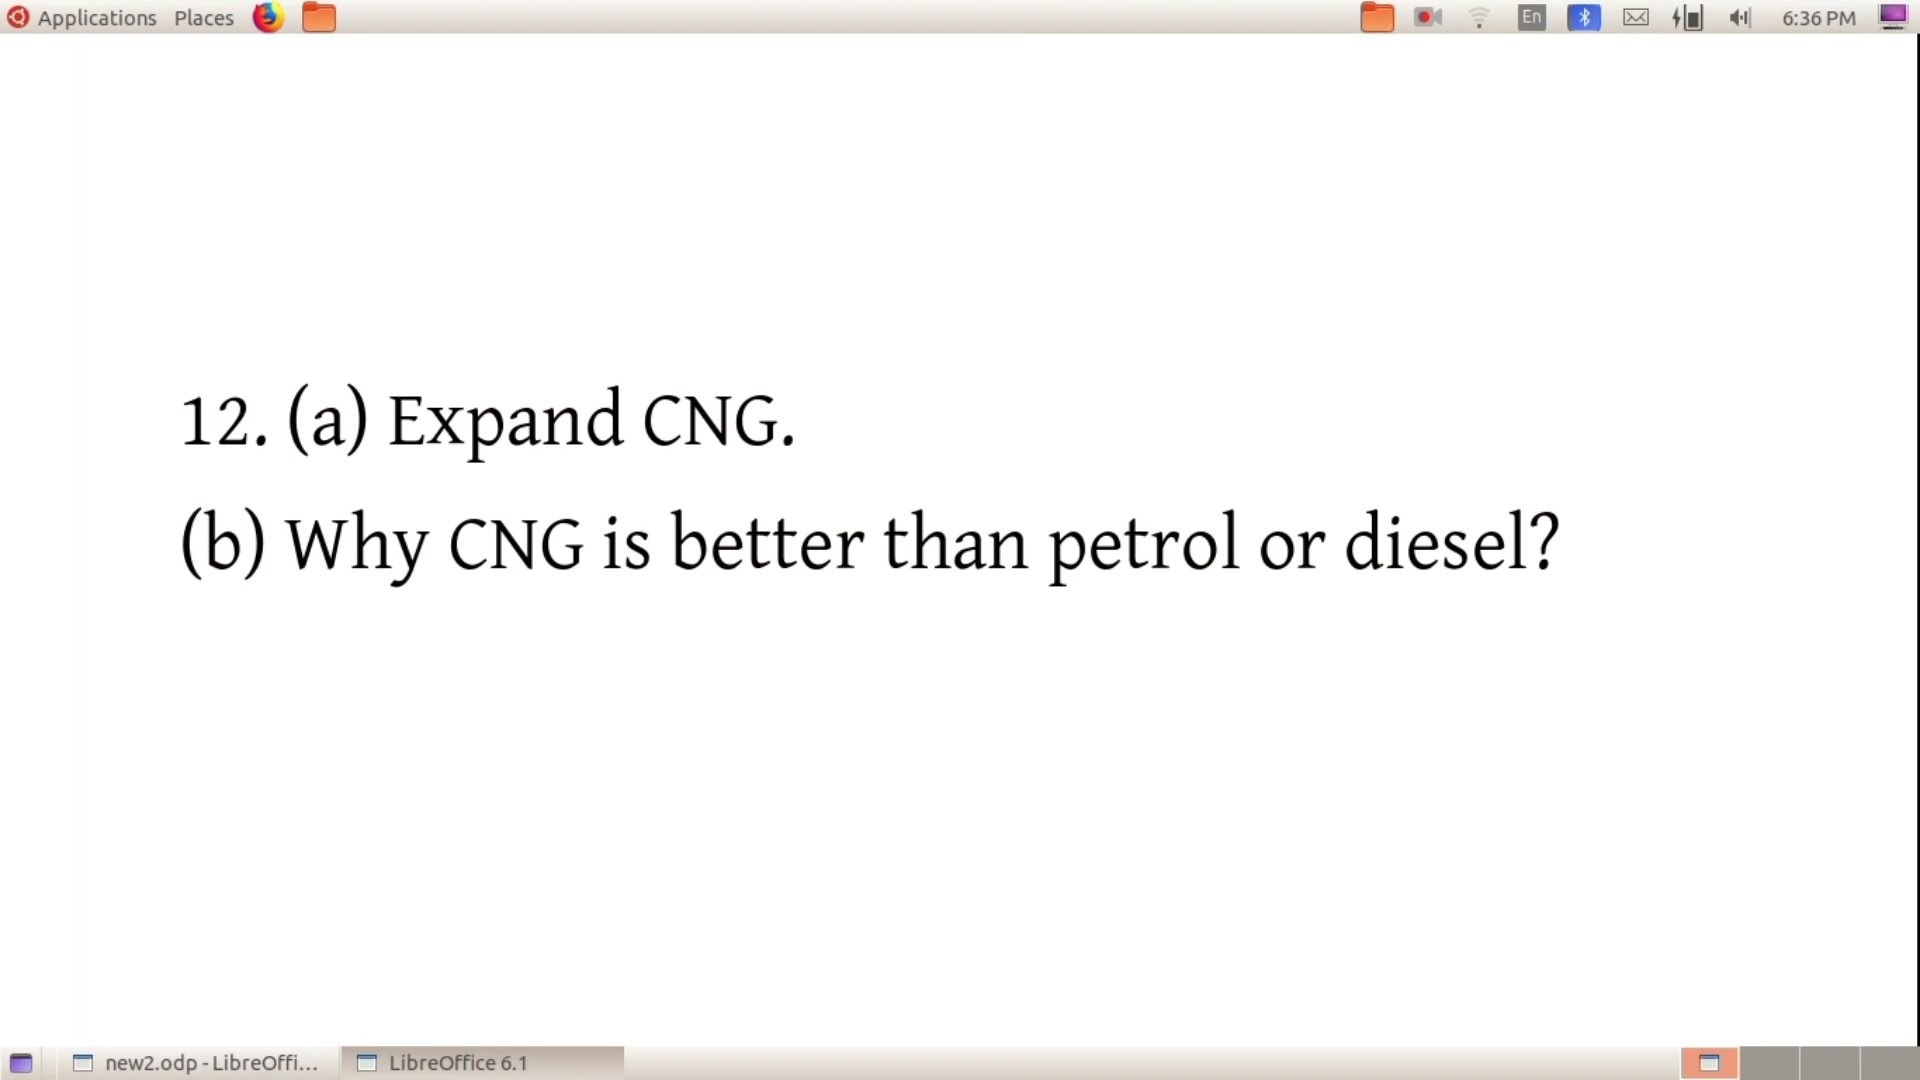 Applications Places En 6:36 PM
12. (a) Expand CNG.
(b) Why CNG is better than petrol or diesel?
new2.odp - LibreOffi... LibreOffice 6.1